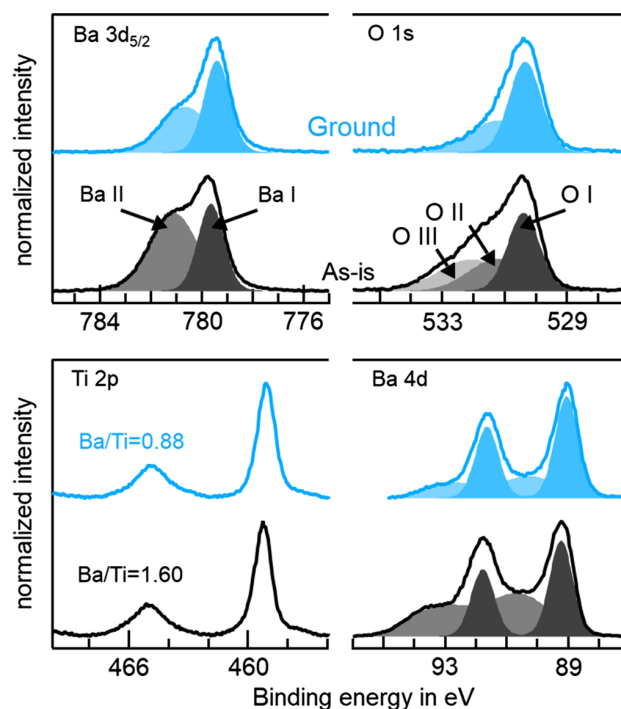 Ba 3d5/2
O 1s
normalized intensity
Ground
Ba II
Ba I
O I
O II
O III
As-is
784
780
776
533
529
Ti 2p
Ba 4d
normalized intensity
Ba/Ti=0.88
Ba/Ti=1.60
466
460
93
89
Binding energy in eV